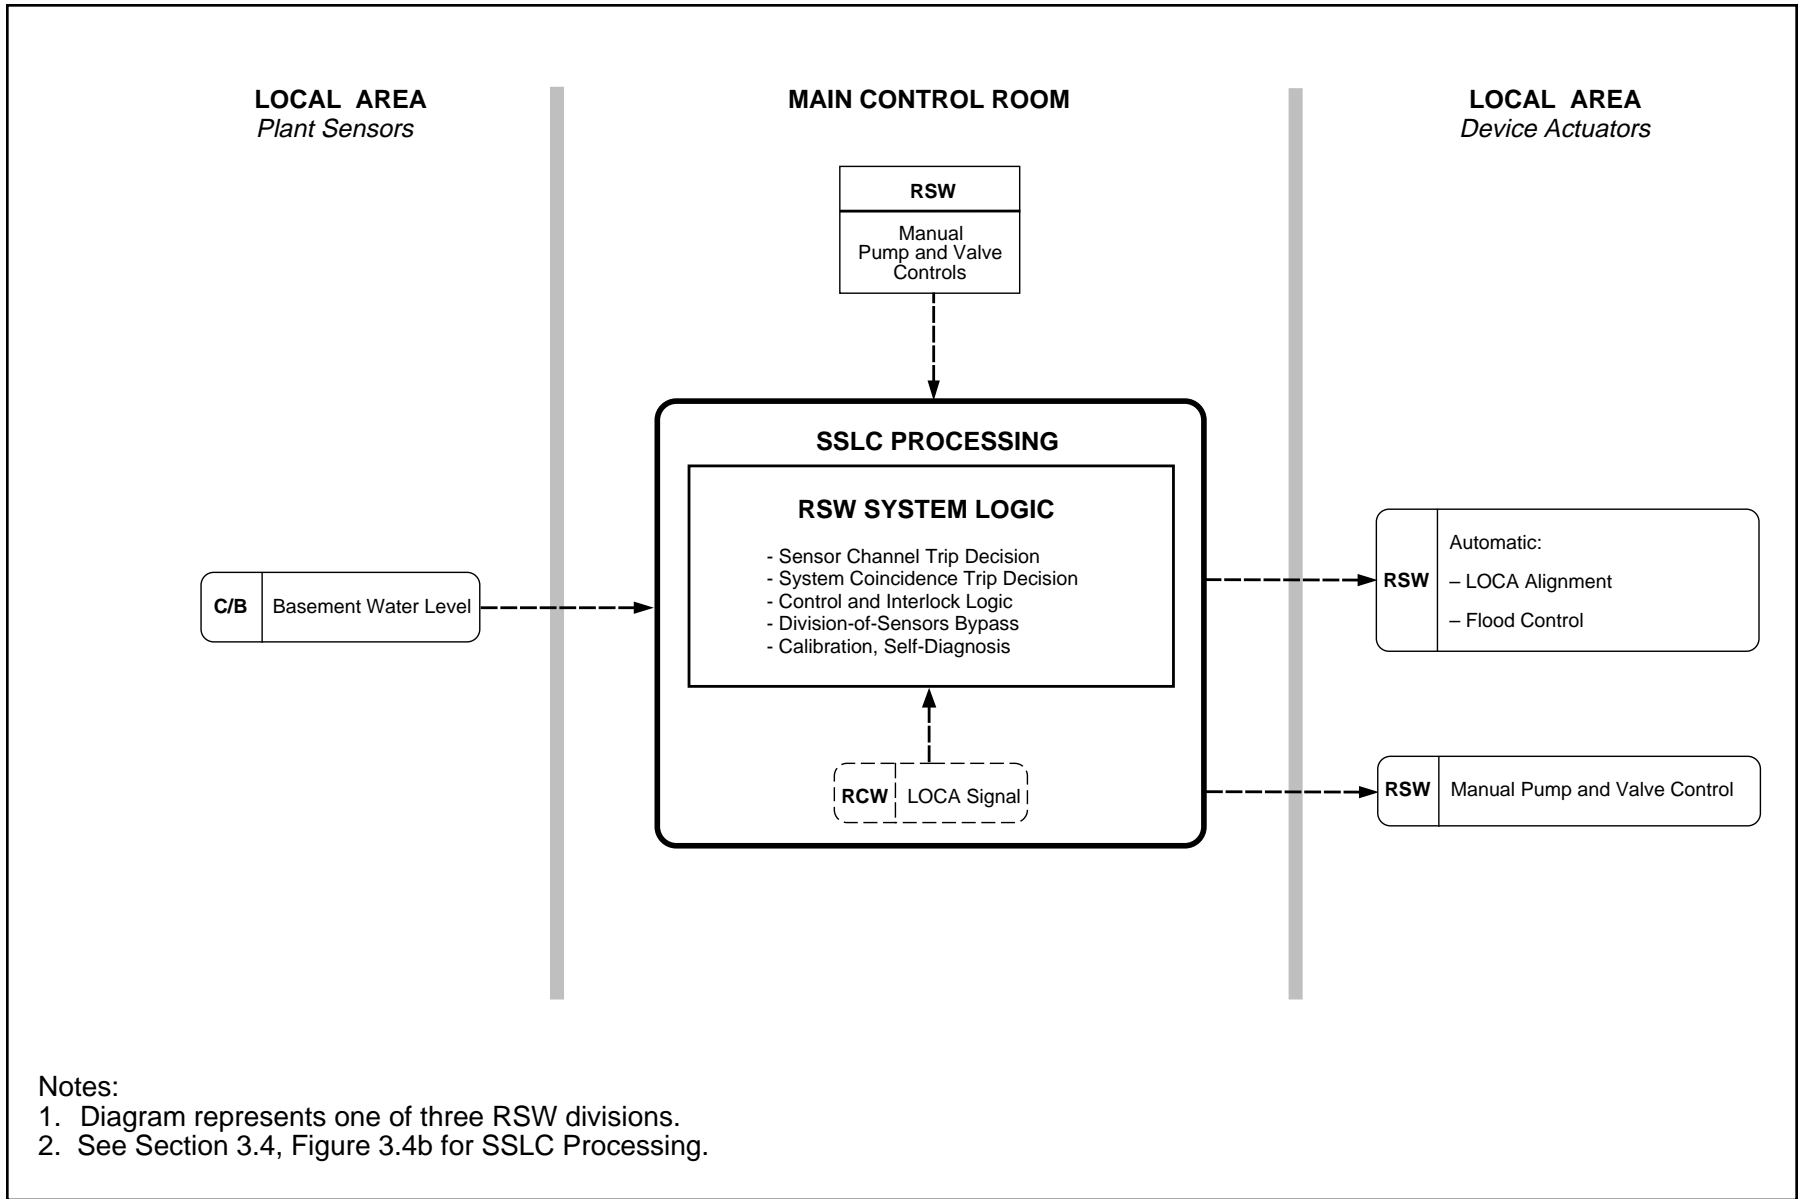 LOCAL AREA
Plant Sensors
MAIN CONTROL ROOM
LOCAL AREA
Device Actuators
RSW
Manual
Pump and Valve
Controls
SSLC PROCESSING
RSW SYSTEM LOGIC
- Sensor Channel Trip Decision
- System Coincidence Trip Decision
- Control and Interlock Logic
- Division-of-Sensors Bypass
- Calibration, Self-Diagnosis
C/B Basement Water Level
RCW LOCA Signal
RSW
Automatic:
– LOCA Alignment
– Flood Control
RSW Manual Pump and Valve Control
Notes:
1. Diagram represents one of three RSW divisions.
2. See Section 3.4, Figure 3.4b for SSLC Processing.